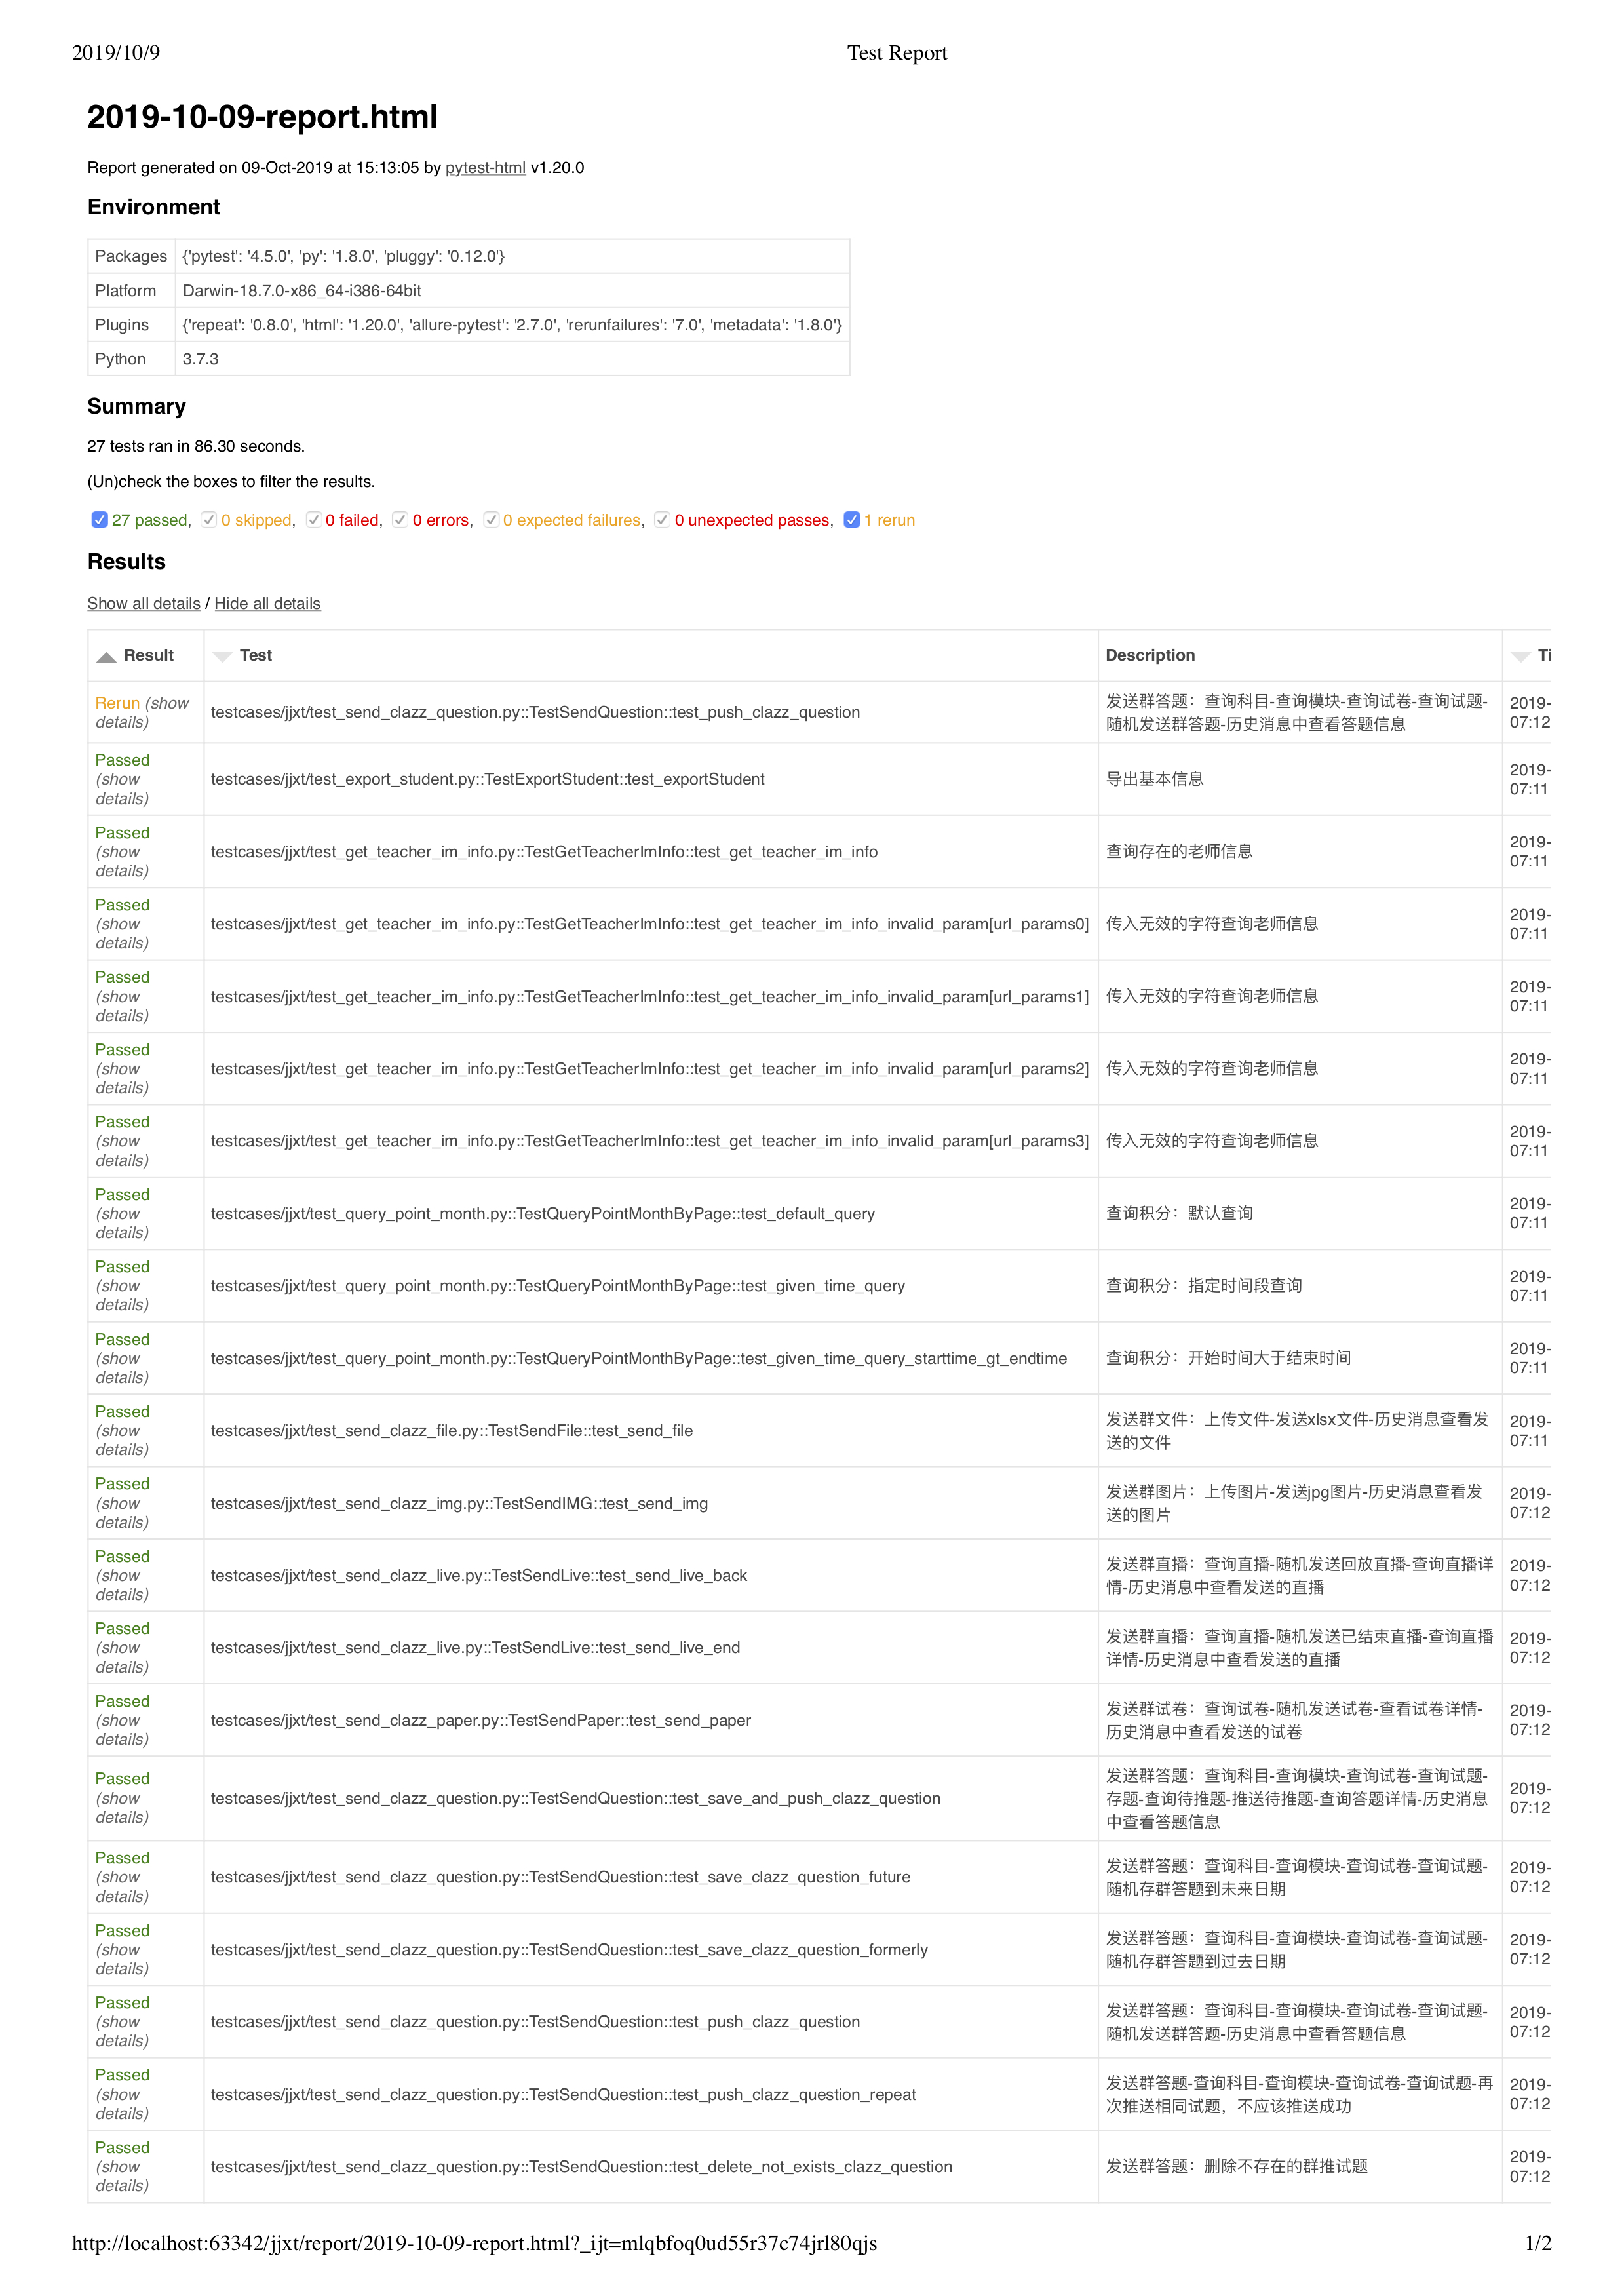 2019/10/9 Test Report
2019-10-09-report.html
Report generated on 09-Oct-2019 at 15:13:05 by pytest-html v1.20.0
Environment
Packages {'pytest': '4.5.0', 'py': '1.8.0', 'pluggy': '0.12.0'}
Platform Darwin-18.7.0-x86_64-i386-64bit
Plugins {'repeat': '0.8.0', 'html': '1.20.0', 'allure-pytest': '2.7.0', 'rerunfailures': '7.0', 'metadata': '1.8.0'}
Python 3.7.3
Summary
27 tests ran in 86.30 seconds.
(Un)check the boxes to filter the results.
27 passed, 0 skipped, 0 failed, 0 errors, 0 expected failures, 0 unexpected passes, 1 rerun
Results
Show all details / Hide all details
Result Test Description Ti
Rerun (show
details)
testcases/jjxt/test_send_clazz_question.py::TestSendQuestion::test_push_clazz_question
发送群答题：查询科目-查询模块-查询试卷-查询试题-
随机发送群答题-历史消息中查看答题信息
2019-
07:12
Passed
(show
details)
testcases/jjxt/test_export_student.py::TestExportStudent::test_exportStudent
导出基本信息
2019-
07:11
Passed
(show
details)
testcases/jjxt/test_get_teacher_im_info.py::TestGetTeacherImInfo::test_get_teacher_im_info
查询存在的老师信息
2019-
07:11
Passed
(show
details)
testcases/jjxt/test_get_teacher_im_info.py::TestGetTeacherImInfo::test_get_teacher_im_info_invalid_param[url_params0]
传入无效的字符查询老师信息
2019-
07:11
Passed
(show
details)
testcases/jjxt/test_get_teacher_im_info.py::TestGetTeacherImInfo::test_get_teacher_im_info_invalid_param[url_params1]
传入无效的字符查询老师信息
2019-
07:11
Passed
(show
details)
testcases/jjxt/test_get_teacher_im_info.py::TestGetTeacherImInfo::test_get_teacher_im_info_invalid_param[url_params2]
传入无效的字符查询老师信息
2019-
07:11
Passed
(show
details)
testcases/jjxt/test_get_teacher_im_info.py::TestGetTeacherImInfo::test_get_teacher_im_info_invalid_param[url_params3]
传入无效的字符查询老师信息
2019-
07:11
Passed
(show
details)
testcases/jjxt/test_query_point_month.py::TestQueryPointMonthByPage::test_default_query
查询积分：默认查询
2019-
07:11
Passed
(show
details)
testcases/jjxt/test_query_point_month.py::TestQueryPointMonthByPage::test_given_time_query
查询积分：指定时间段查询
2019-
07:11
Passed
(show
details)
testcases/jjxt/test_query_point_month.py::TestQueryPointMonthByPage::test_given_time_query_starttime_gt_endtime
查询积分：开始时间大于结束时间
2019-
07:11
Passed
(show
details)
testcases/jjxt/test_send_clazz_file.py::TestSendFile::test_send_file
发送群文件：上传文件-发送xlsx文件-历史消息查看发
送的文件
2019-
07:11
Passed
(show
details)
testcases/jjxt/test_send_clazz_img.py::TestSendIMG::test_send_img
发送群图片：上传图片-发送jpg图片-历史消息查看发
送的图片
2019-
07:12
Passed
(show
details)
testcases/jjxt/test_send_clazz_live.py::TestSendLive::test_send_live_back
发送群直播：查询直播-随机发送回放直播-查询直播详
情-历史消息中查看发送的直播
2019-
07:12
Passed
(show
details)
testcases/jjxt/test_send_clazz_live.py::TestSendLive::test_send_live_end
发送群直播：查询直播-随机发送已结束直播-查询直播
详情-历史消息中查看发送的直播
2019-
07:12
Passed
(show
details)
testcases/jjxt/test_send_clazz_paper.py::TestSendPaper::test_send_paper
发送群试卷：查询试卷-随机发送试卷-查看试卷详情-
历史消息中查看发送的试卷
2019-
07:12
Passed
(show
details)
testcases/jjxt/test_send_clazz_question.py::TestSendQuestion::test_save_and_push_clazz_question
发送群答题：查询科目-查询模块-查询试卷-查询试题-
存题-查询待推题-推送待推题-查询答题详情-历史消息
中查看答题信息
2019-
07:12
Passed
(show
details)
testcases/jjxt/test_send_clazz_question.py::TestSendQuestion::test_save_clazz_question_future
发送群答题：查询科目-查询模块-查询试卷-查询试题-
随机存群答题到未来日期
2019-
07:12
Passed
(show
details)
testcases/jjxt/test_send_clazz_question.py::TestSendQuestion::test_save_clazz_question_formerly
发送群答题：查询科目-查询模块-查询试卷-查询试题-
随机存群答题到过去日期
2019-
07:12
Passed
(show
details)
testcases/jjxt/test_send_clazz_question.py::TestSendQuestion::test_push_clazz_question
发送群答题：查询科目-查询模块-查询试卷-查询试题-
随机发送群答题-历史消息中查看答题信息
2019-
07:12
Passed
(show
details)
testcases/jjxt/test_send_clazz_question.py::TestSendQuestion::test_push_clazz_question_repeat
发送群答题-查询科目-查询模块-查询试卷-查询试题-再
次推送相同试题，不应该推送成功
2019-
07:12
Passed
(show
details)
testcases/jjxt/test_send_clazz_question.py::TestSendQuestion::test_delete_not_exists_clazz_question
发送群答题：删除不存在的群推试题
2019-
07:12
http://localhost:63342/jjxt/report/2019-10-09-report.html?_ijt=mlqbfoq0ud55r37c74jrl80qjs 1/2